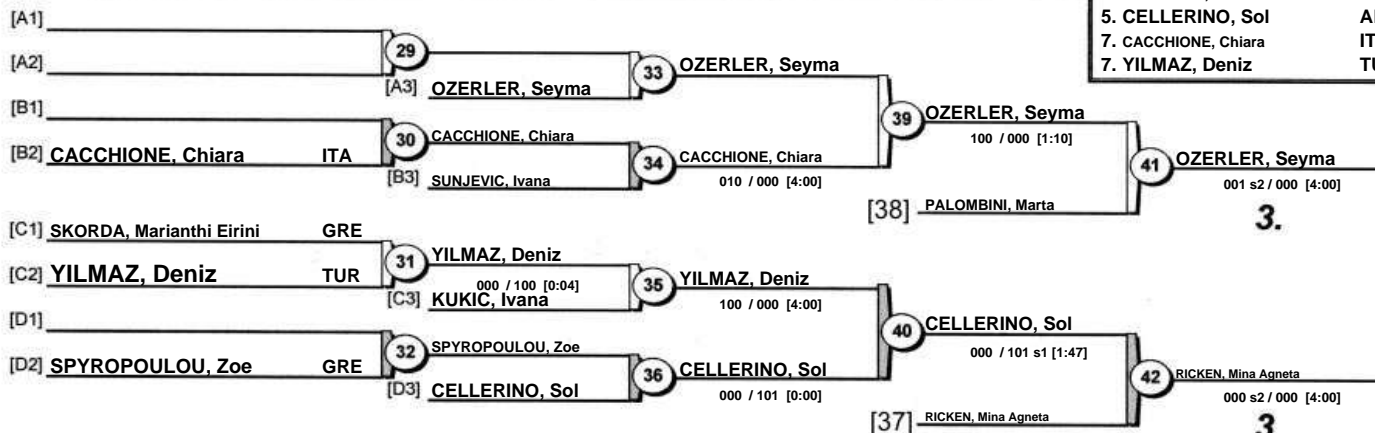 5. CELLERINO, Sol
7. CACCHIONE, Chiara
7. YILMAZ, Deniz
[A1]
29
[A2]
[A3] OZERLER, Seyma
33 OZERLER, Seyma
[B1]
[B2] CACCHIONE, Chiara ITA
30 CACCHIONE, Chiara
[B3] SUNJEVIC, Ivana
34 CACCHIONE, Chiara
010 / 000 [4:00]
39 OZERLER, Seyma
100 / 000 [1:10]
[38] PALOMBINI, Marta
41 OZERLER, Seyma
001 s2 / 000 [4:00]
3.
[C1] SKORDA, Marianthi Eirini GRE
[C2] YILMAZ, Deniz TUR
31 YILMAZ, Deniz
000 / 100 [0:04]
[C3] KUKIC, Ivana
35 YILMAZ, Deniz
100 / 000 [4:00]
[D1]
[D2] SPYROPOULOU, Zoe GRE
32 SPYROPOULOU, Zoe
[D3] CELLERINO, Sol
36 CELLERINO, Sol
000 / 101 [0:00]
40 CELLERINO, Sol
000 / 101 s1 [1:47]
[37] RICKEN, Mina Agneta
42 RICKEN, Mina Agneta
000 s2 / 000 [4:00]
3